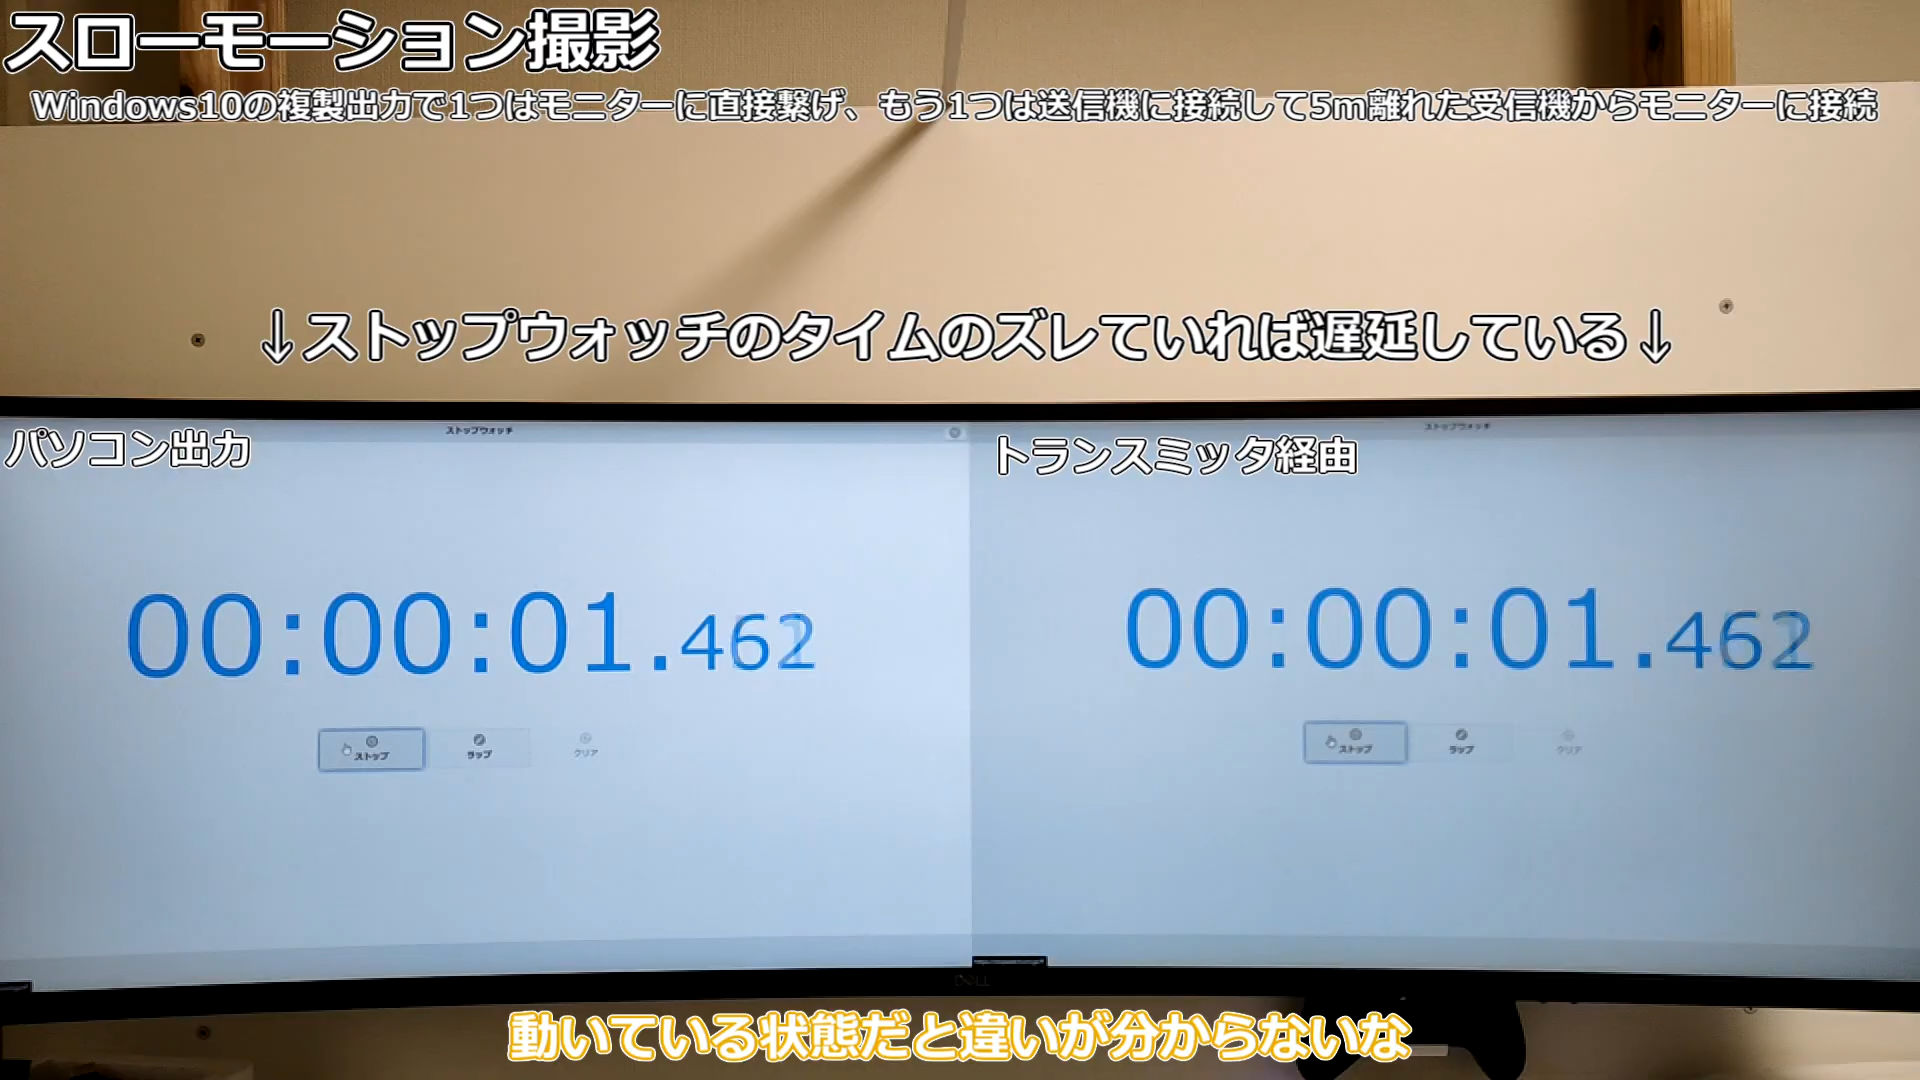 スローモーション撮影
Windows10の複製出力で1つはモニターに直接繋げ、もう1つは送信機に接続して5m離れた受信機からモニターに接続
↓ストップウォッチのタイムのズレていれば遅延している↓
ストップウォッチ
ストップウォッチ
パソコン出力
トランスミッタ経由
00:00:01.462
00:00:01.462
ストップ ラップ クリア
ストップ ラップ クリア
DELL
動いている状態だと違いが分からないな